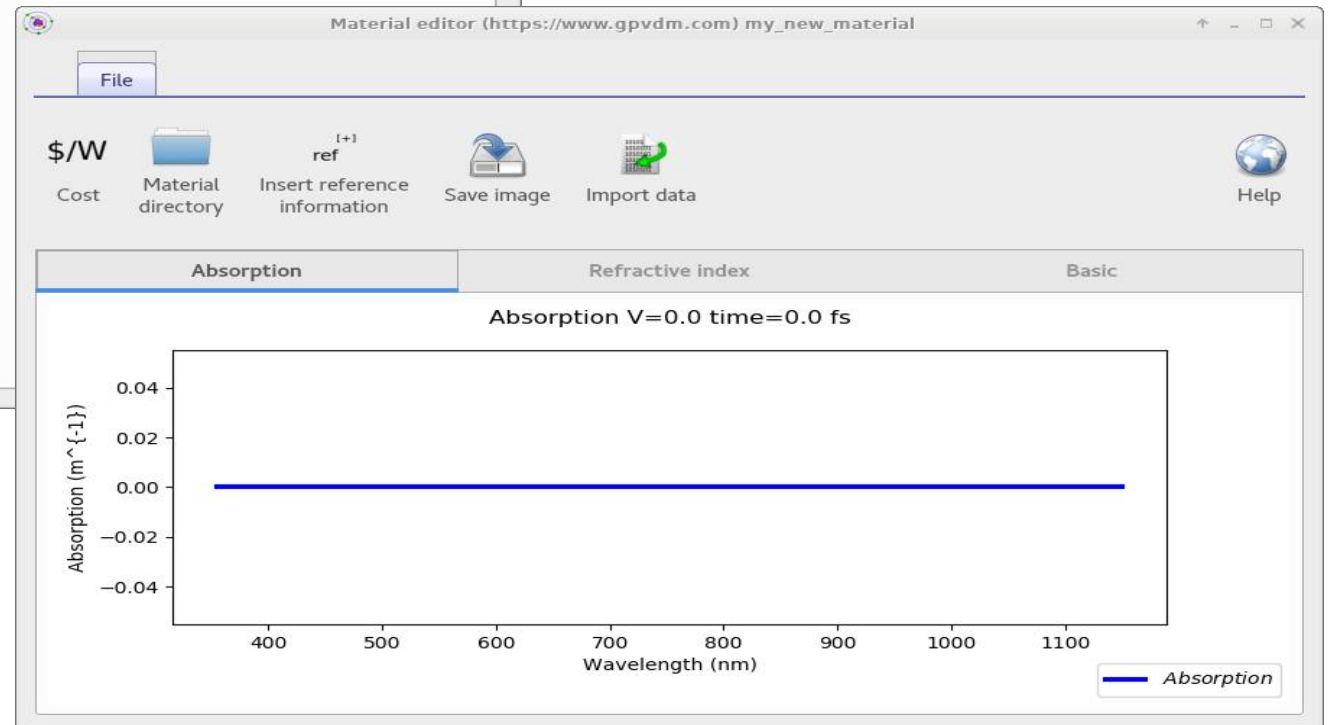 Material editor (https://www.gpvdm.com) my_new_material
File
$/W
Cost
Material
directory
[+]
ref
Insert reference
information
Save image
Import data
Help
Absorption
Refractive index
Basic
Absorption V=0.0 time=0.0 fs
Absorption (m^{-1})
0.04
0.02
0.00
−0.02
−0.04
400 500 600 700 800 900 1000 1100
Wavelength (nm)
Absorption